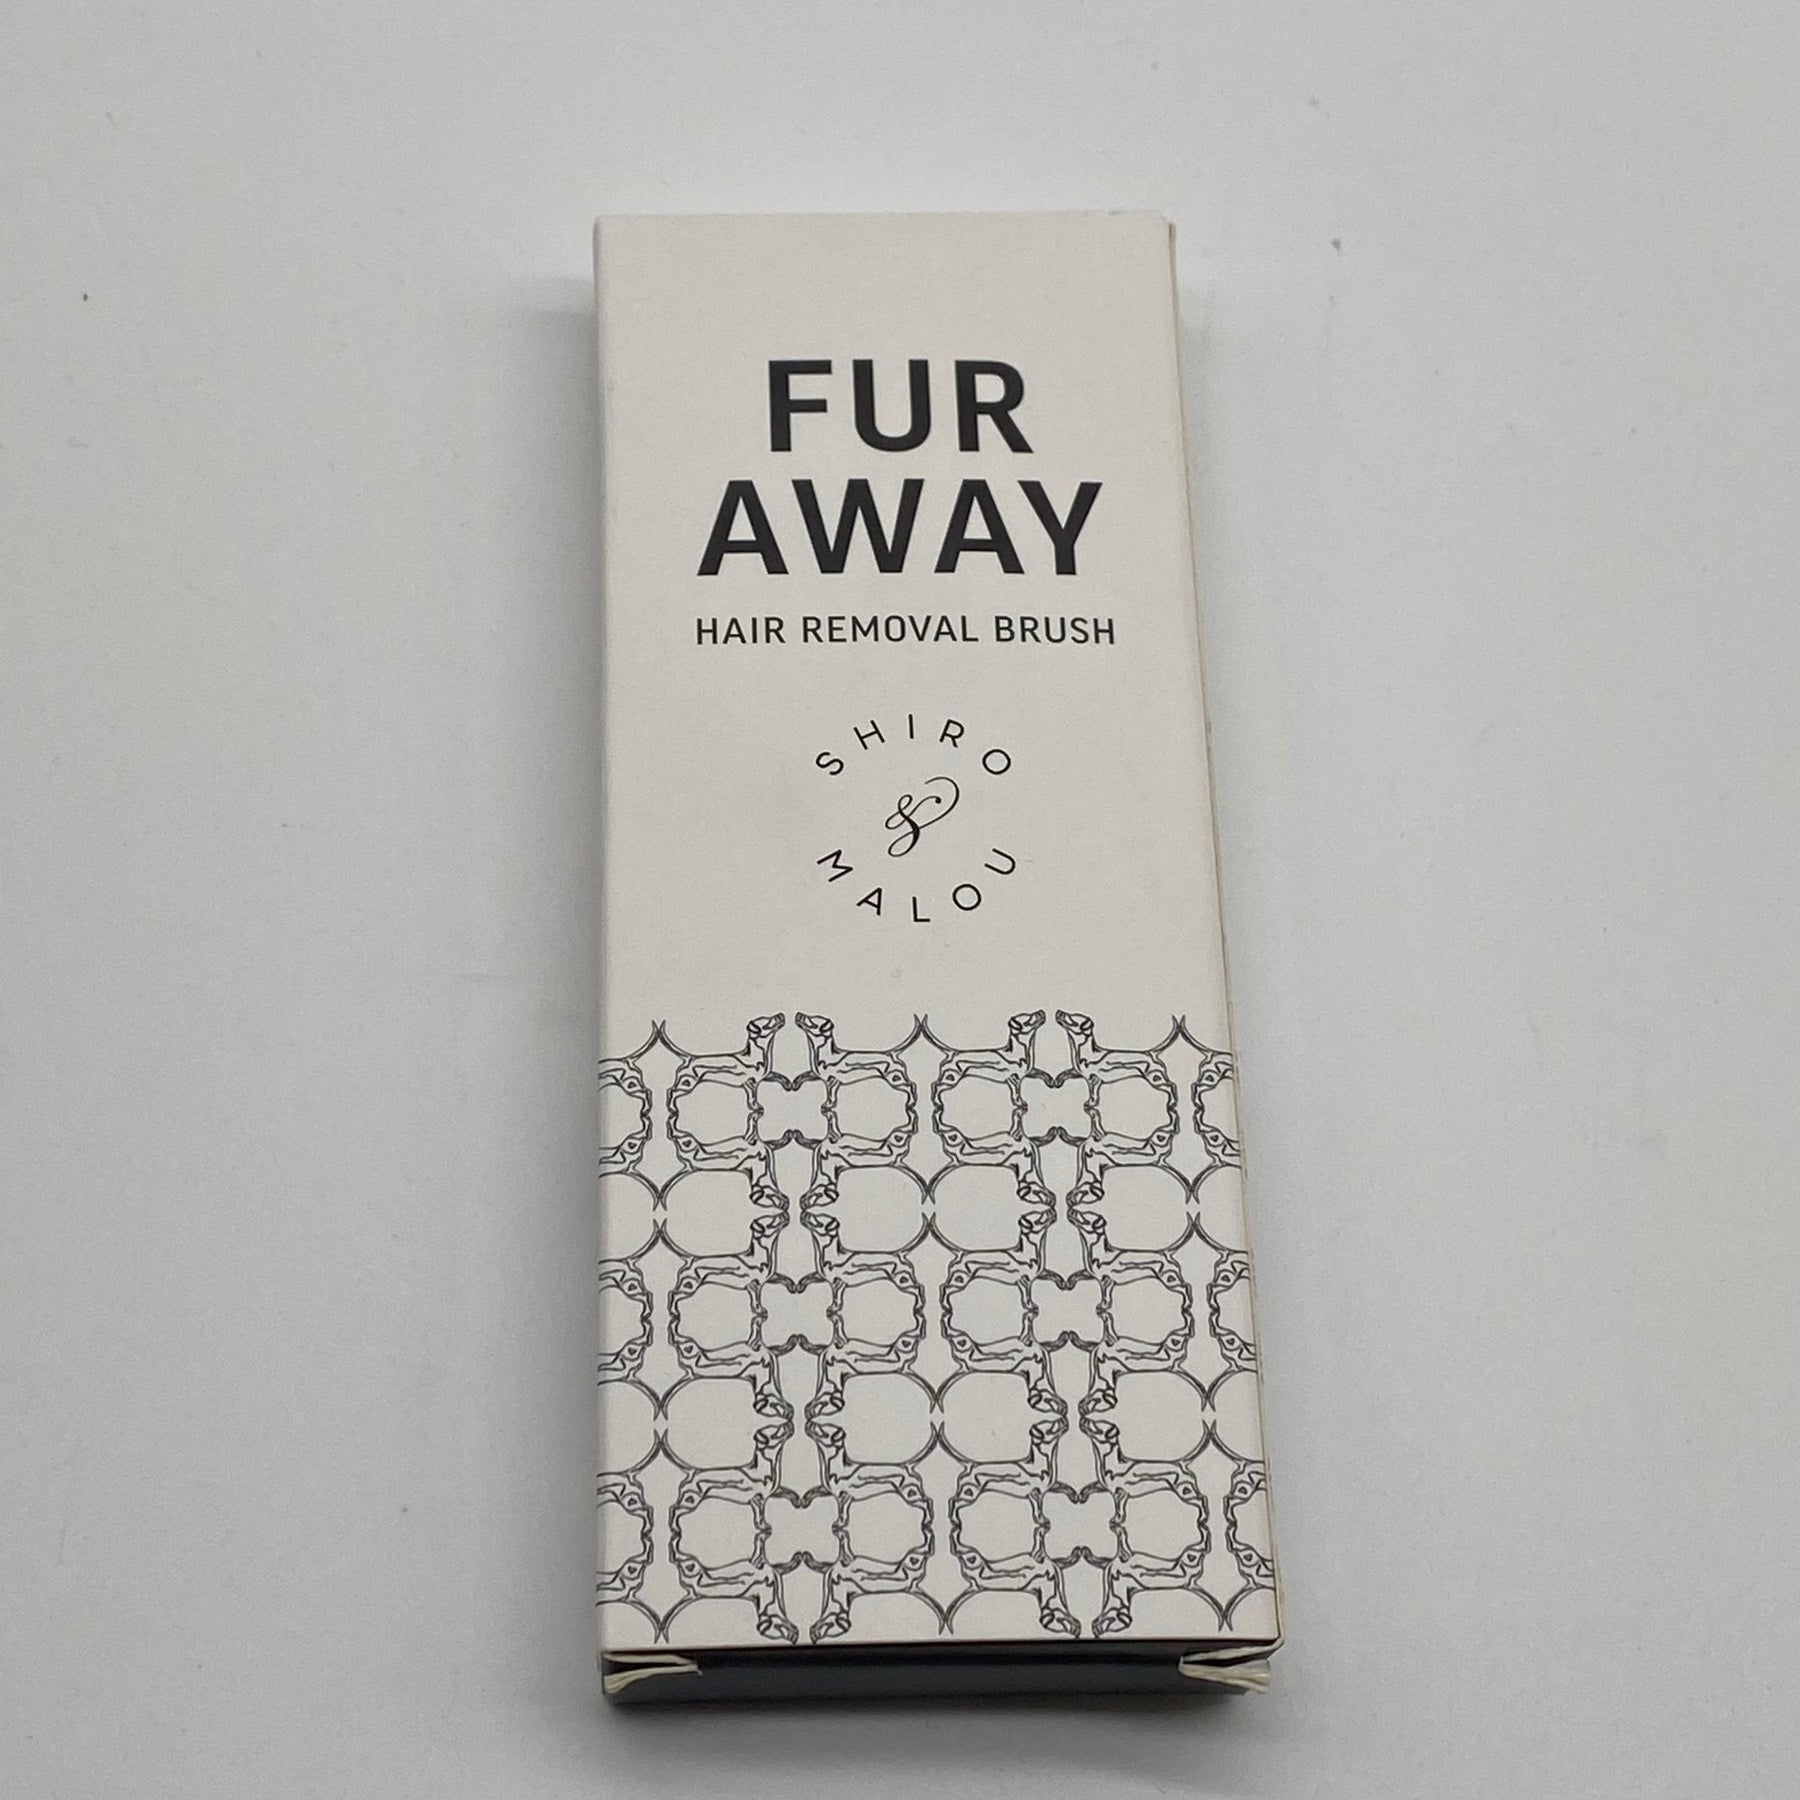 FUR
AWAY
HAIR REMOVAL BRUSH
SHIRO
&
MALOU